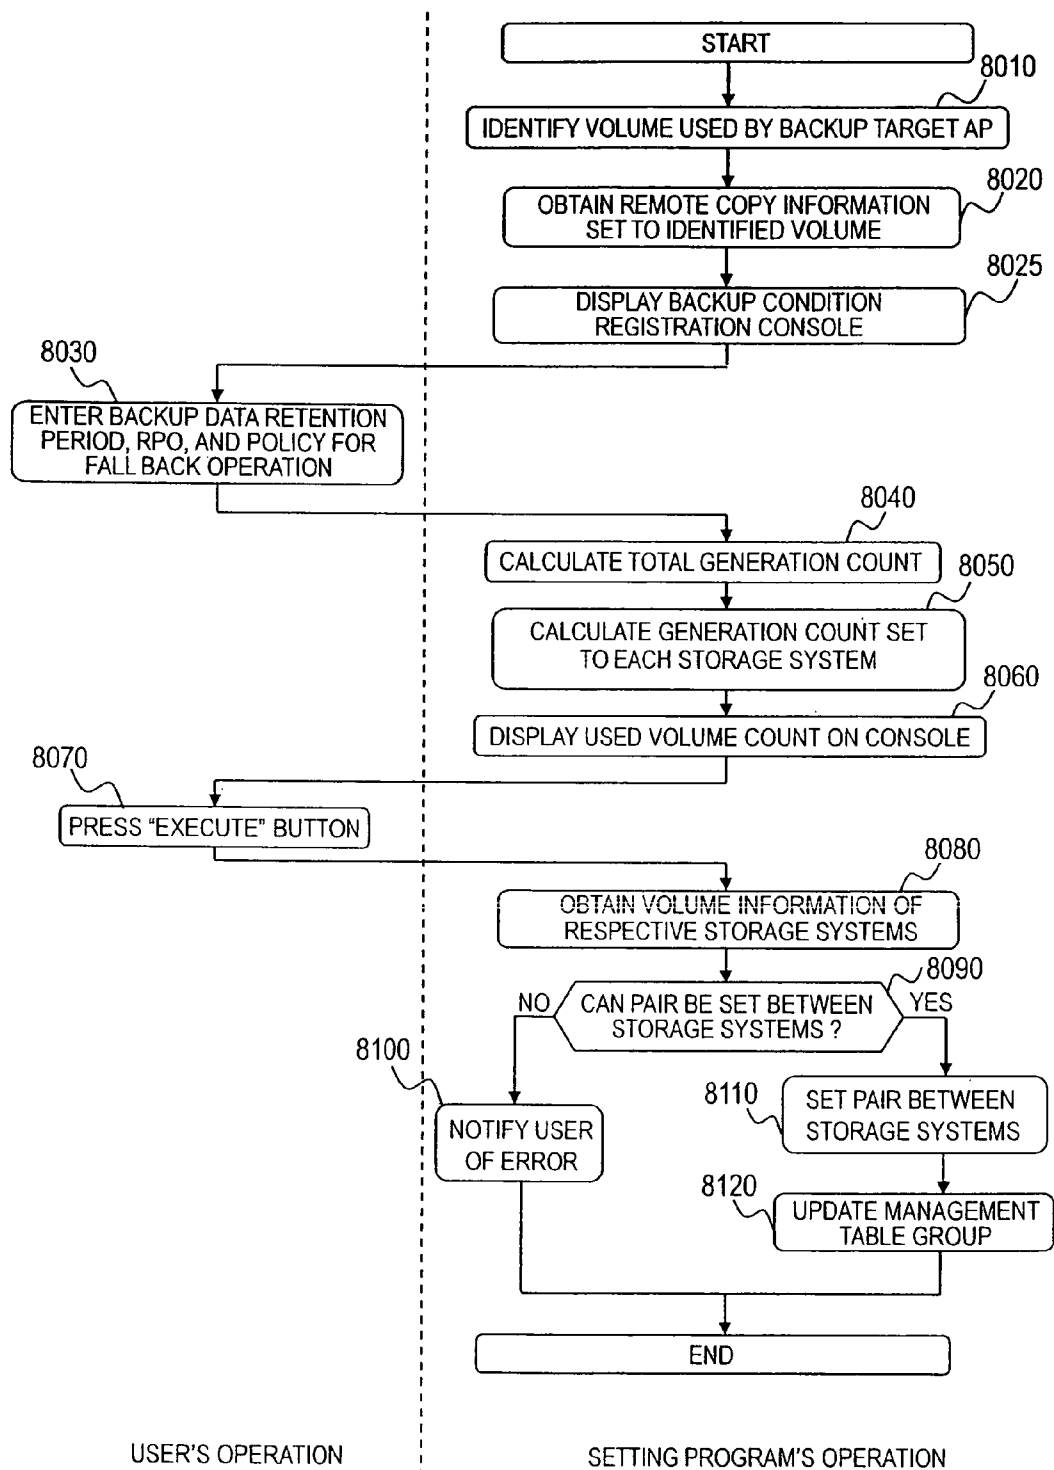 START
8010
IDENTIFY VOLUME USED BY BACKUP TARGET AP
8020
OBTAIN REMOTE COPY INFORMATION
SET TO IDENTIFIED VOLUME
8025
DISPLAY BACKUP CONDITION
REGISTRATION CONSOLE
8030
ENTER BACKUP DATA RETENTION
PERIOD, RPO, AND POLICY FOR
FALL BACK OPERATION
8040
CALCULATE TOTAL GENERATION COUNT
8050
CALCULATE GENERATION COUNT SET
TO EACH STORAGE SYSTEM
8060
DISPLAY USED VOLUME COUNT ON CONSOLE
8070
PRESS “EXECUTE” BUTTON
8080
OBTAIN VOLUME INFORMATION OF
RESPECTIVE STORAGE SYSTEMS
8090
NO
CAN PAIR BE SET BETWEEN
STORAGE SYSTEMS ?
YES
8100
NOTIFY USER
OF ERROR
8110
SET PAIR BETWEEN
STORAGE SYSTEMS
8120
UPDATE MANAGEMENT
TABLE GROUP
END
USER'S OPERATION
SETTING PROGRAM'S OPERATION